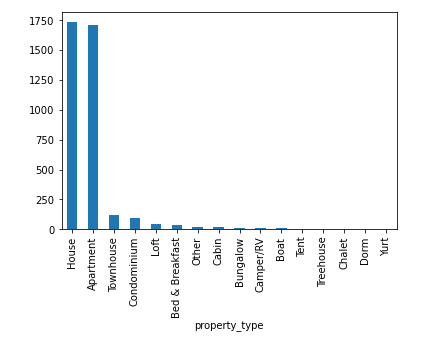 1750
1500
1250
1000
750
500
250
0
House
Apartment
Townhouse
Condominium
Loft
Bed & Breakfast
Other
Cabin
Bungalow
Camper/RV
Boat
Tent
Treehouse
Chalet
Dorm
Yurt
property_type